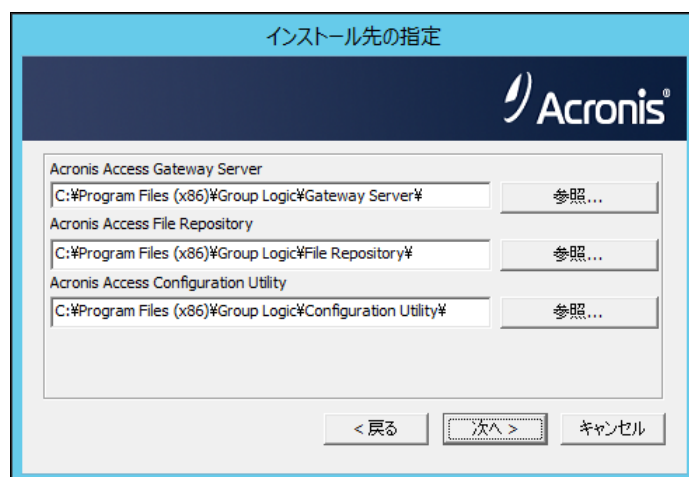 インストール先の指定
Acronis®
Acronis Access Gateway Server
C:¥Program Files (x86)¥Group Logic¥Gateway Server¥
参照...
Acronis Access File Repository
C:¥Program Files (x86)¥Group Logic¥File Repository¥
参照...
Acronis Access Configuration Utility
C:¥Program Files (x86)¥Group Logic¥Configuration Utility¥
参照...
< 戻る
次へ >
キャンセル